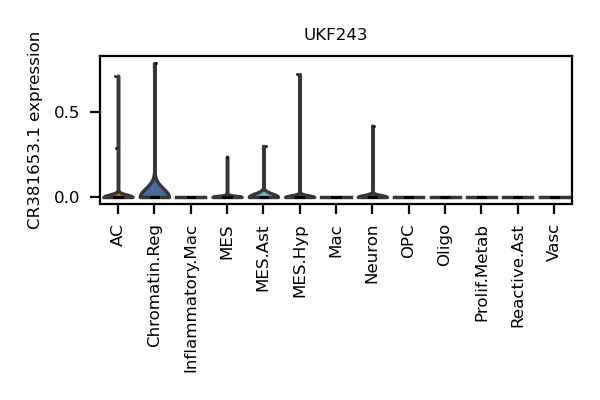 UKF243
CR381653.1 expression
0.5
0.0
AC
Chromatin.Reg
Inflammatory.Mac
MES
MES.Ast
MES.Hyp
Mac
Neuron
OPC
Oligo
Prolif.Metab
Reactive.Ast
Vasc